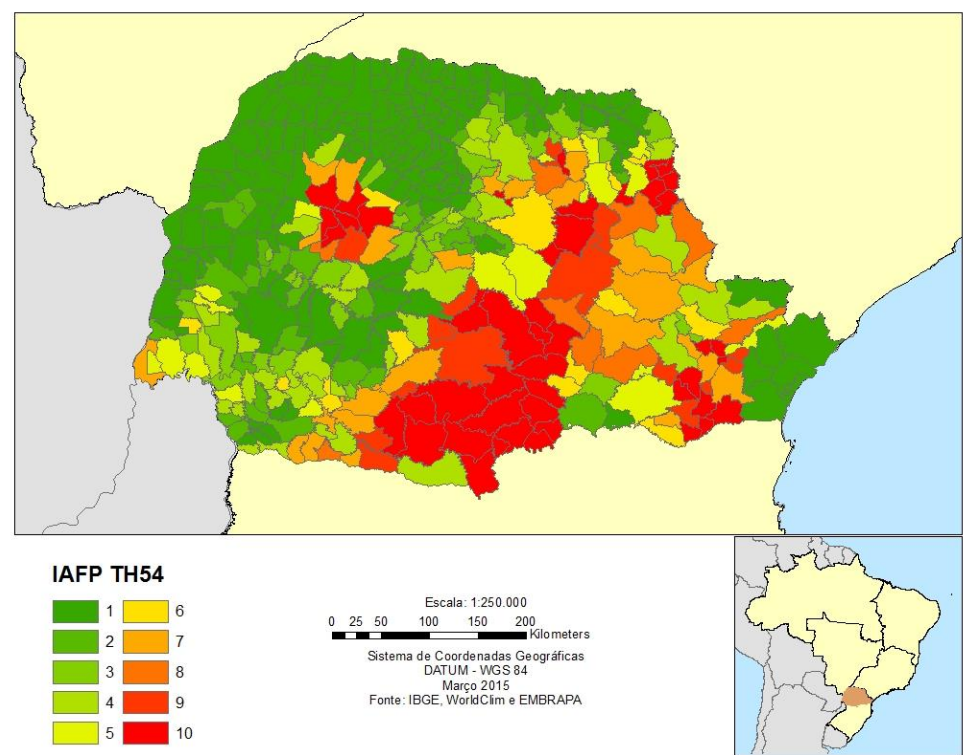 IAFP TH54
1 6
2 7
3 8
4 9
5 10
Escala: 1:250.000
0 25 50 100 150 200
Kilometers
Sistema de Coordenadas Geográficas
DATUM - WGS 84
Março 2015
Fonte: IBGE, WorldClim e EMBRAPA